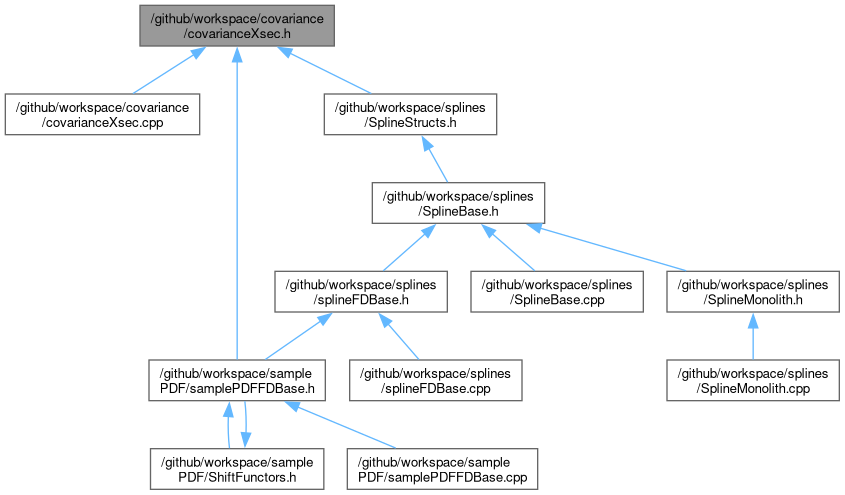 /github/workspace/covariance
/covarianceXsec.h
/github/workspace/covariance
/covarianceXsec.cpp
/github/workspace/splines
/SplineStructs.h
/github/workspace/splines
/SplineBase.h
/github/workspace/splines
/splineFDBase.h
/github/workspace/splines
/SplineBase.cpp
/github/workspace/splines
/SplineMonolith.h
/github/workspace/sample
PDF/samplePDFFDBase.h
/github/workspace/splines
/splineFDBase.cpp
/github/workspace/splines
/SplineMonolith.cpp
/github/workspace/sample
PDF/ShiftFunctors.h
/github/workspace/sample
PDF/samplePDFFDBase.cpp